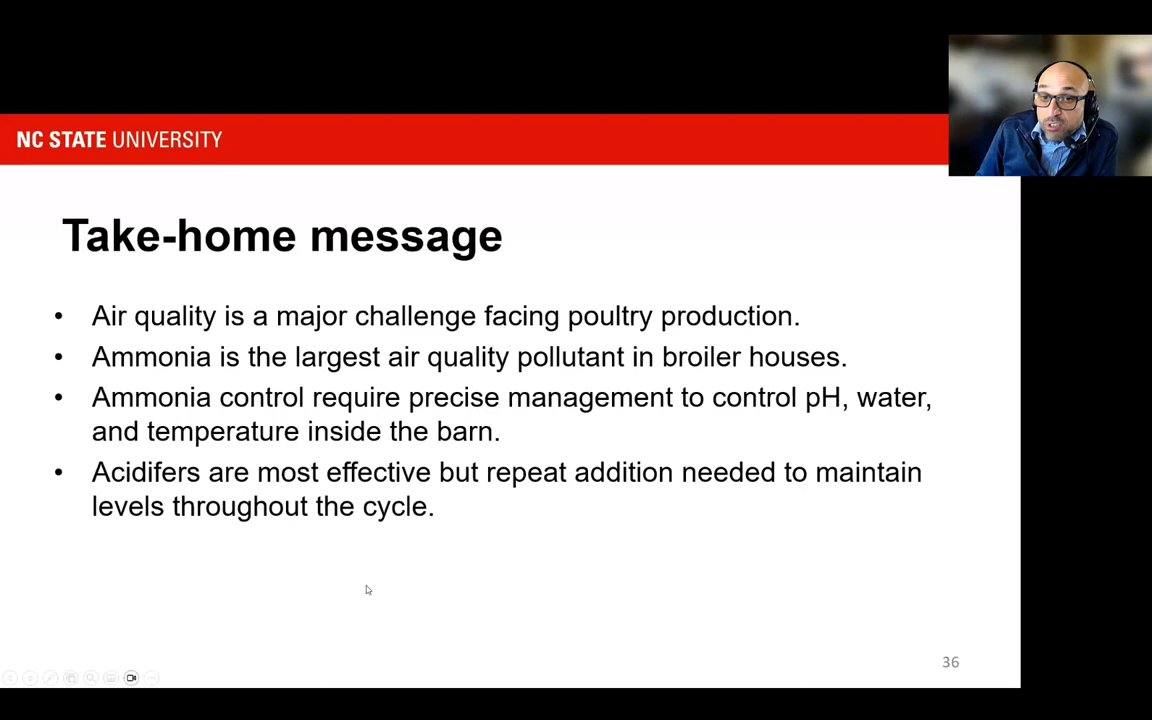 NC STATE UNIVERSITY
Take-home message
• Air quality is a major challenge facing poultry production.
• Ammonia is the largest air quality pollutant in broiler houses.
• Ammonia control require precise management to control pH, water,
and temperature inside the barn.
• Acidifers are most effective but repeat addition needed to maintain
levels throughout the cycle.
36